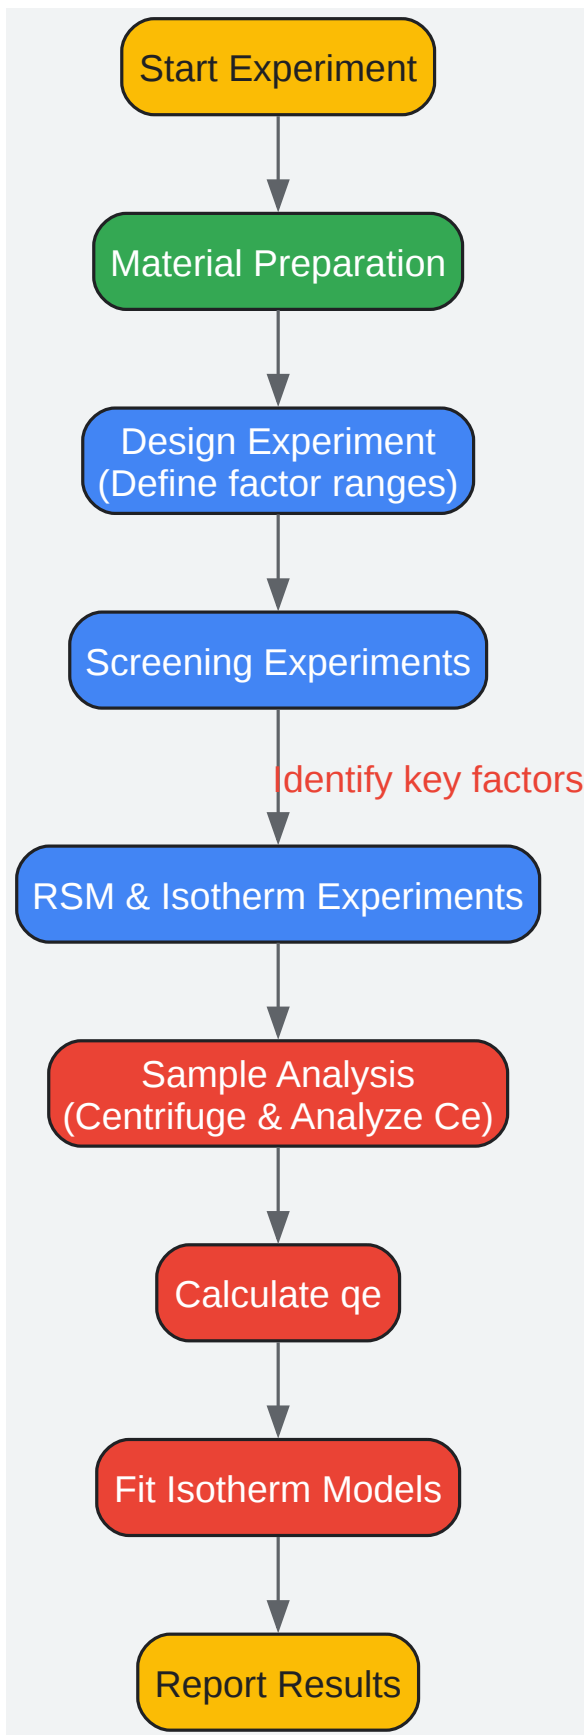 Start Experiment
Material Preparation
Design Experiment
(Define factor ranges)
Screening Experiments
Identify key factors
RSM & Isotherm Experiments
Sample Analysis
(Centrifuge & Analyze Ce)
Calculate qe
Fit Isotherm Models
Report Results